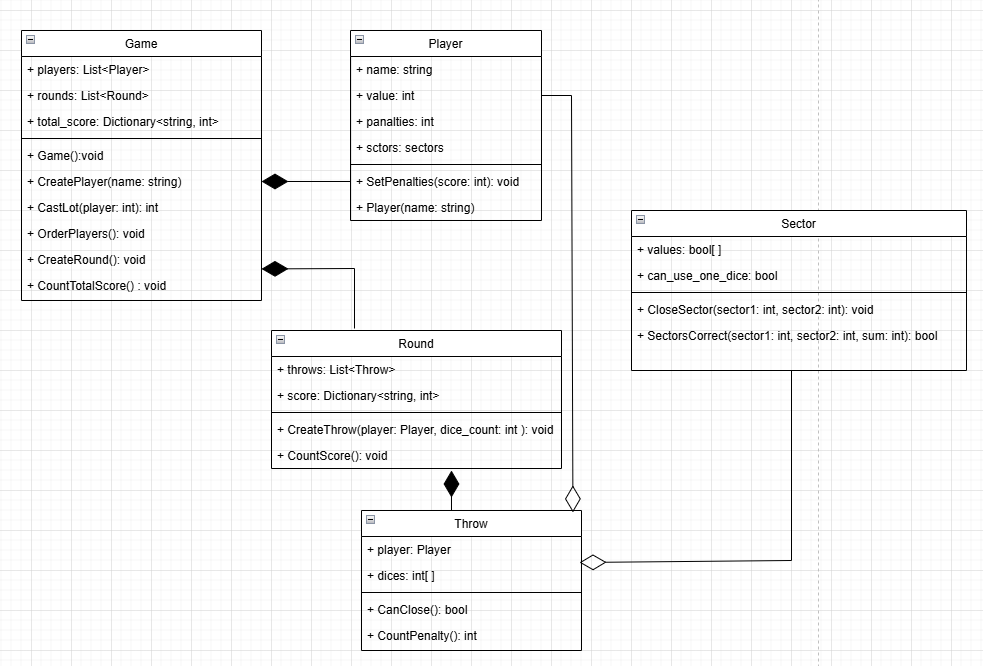 Game
+ players: List<Player>
+ rounds: List<Round>
+ total_score: Dictionary<string, int>
+ Game():void
+ CreatePlayer(name: string)
+ CastLot(player: int): int
+ OrderPlayers(): void
+ CreateRound(): void
+ CountTotalScore() : void
Player
+ name: string
+ value: int
+ panalties: int
+ sctors: sectors
+ SetPenalties(score: int): void
+ Player(name: string)
Sector
+ values: bool[ ]
+ can_use_one_dice: bool
+ CloseSector(sector1: int, sector2: int): void
+ SectorsCorrect(sector1: int, sector2: int, sum: int): bool
Round
+ throws: List<Throw>
+ score: Dictionary<string, int>
+ CreateThrow(player: Player, dice_count: int ): void
+ CountScore(): void
Throw
+ player: Player
+ dices: int[ ]
+ CanClose(): bool
+ CountPenalty(): int